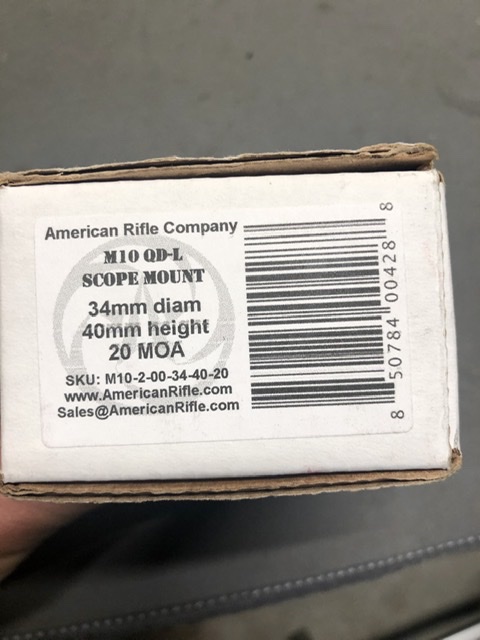 American Rifle Company
M10 QD-L
SCOPE MOUNT
34mm diam
40mm height
20 MOA
SKU: M10-2-00-34-40-20
www.AmericanRifle.com
Sales@AmericanRifle.com
8 50784 00428 8